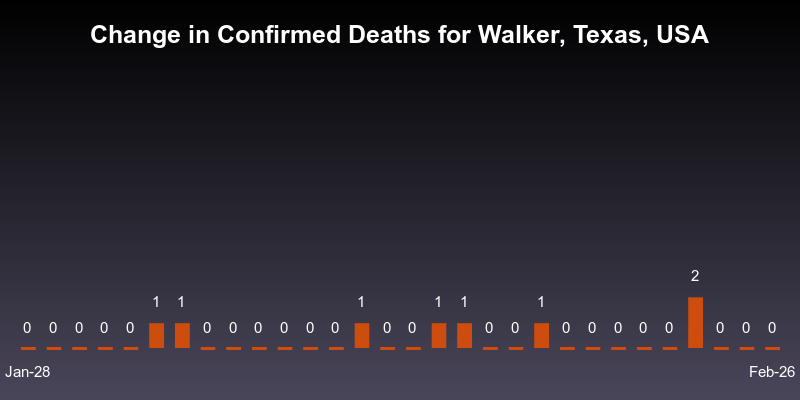 Change in Confirmed Deaths for Walker, Texas, USA
2
1 1 1 1 1 1
0 0 0 0 0 0 0 0 0 0 0 0 0 0 0 0 0 0 0 0 0 0 0
Jan-28 Feb-26